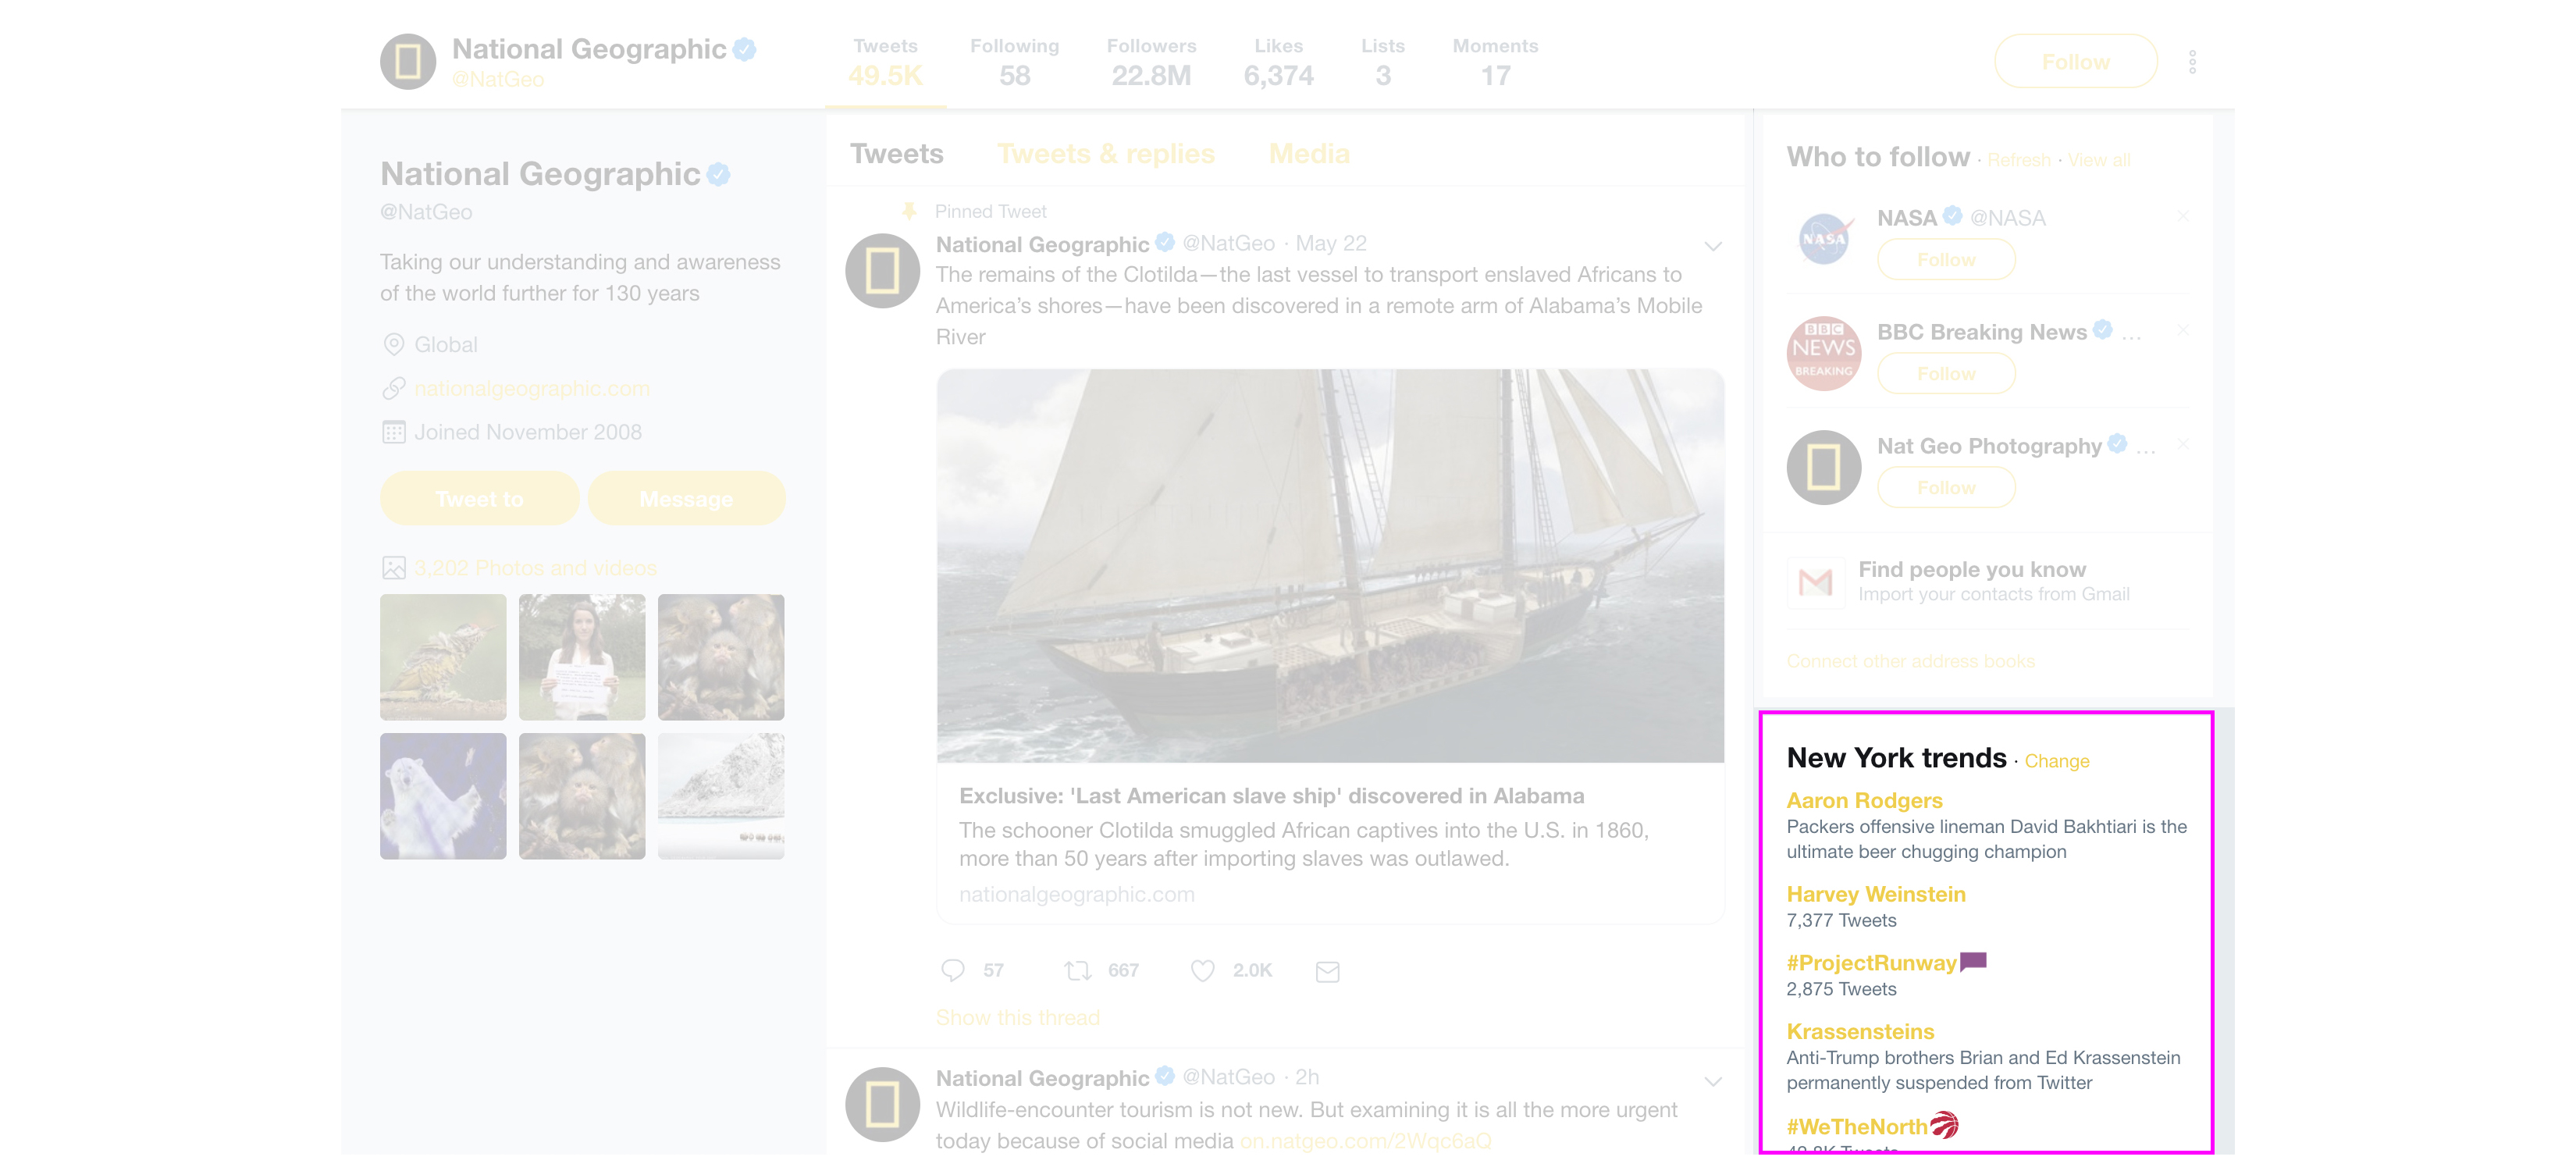 National Geographic
@NatGeo
Tweets
49.5K
Following
58
Followers
22.8M
Likes
6,374
Lists
3
Moments
17
Follow
National Geographic
@NatGeo
Taking our understanding and awareness
of the world further for 130 years
Global
nationalgeographic.com
Joined November 2008
Tweet to
Message
3,202 Photos and videos
Tweets Tweets & replies Media
Pinned Tweet
National Geographic @NatGeo · May 22
The remains of the Clotilda—the last vessel to transport enslaved Africans to
America’s shores—have been discovered in a remote arm of Alabama’s Mobile
River
Exclusive: 'Last American slave ship' discovered in Alabama
The schooner Clotilda smuggled African captives into the U.S. in 1860,
more than 50 years after importing slaves was outlawed.
nationalgeographic.com
57 667 2.0K
Show this thread
National Geographic @NatGeo · 2h
Wildlife-encounter tourism is not new. But examining it is all the more urgent
today because of social media on.natgeo.com/2Wqc6aQ
Who to follow · Refresh · View all
NASA
NASA @NASA
Follow
BBC
NEWS
BREAKING
BBC Breaking News ...
Follow
Nat Geo Photography ...
Follow
Find people you know
Import your contacts from Gmail
Connect other address books
New York trends · Change
Aaron Rodgers
Packers offensive lineman David Bakhtiari is the
ultimate beer chugging champion
Harvey Weinstein
7,377 Tweets
#ProjectRunway
2,875 Tweets
Krassensteins
Anti-Trump brothers Brian and Ed Krassenstein
permanently suspended from Twitter
#WeTheNorth
Tweets